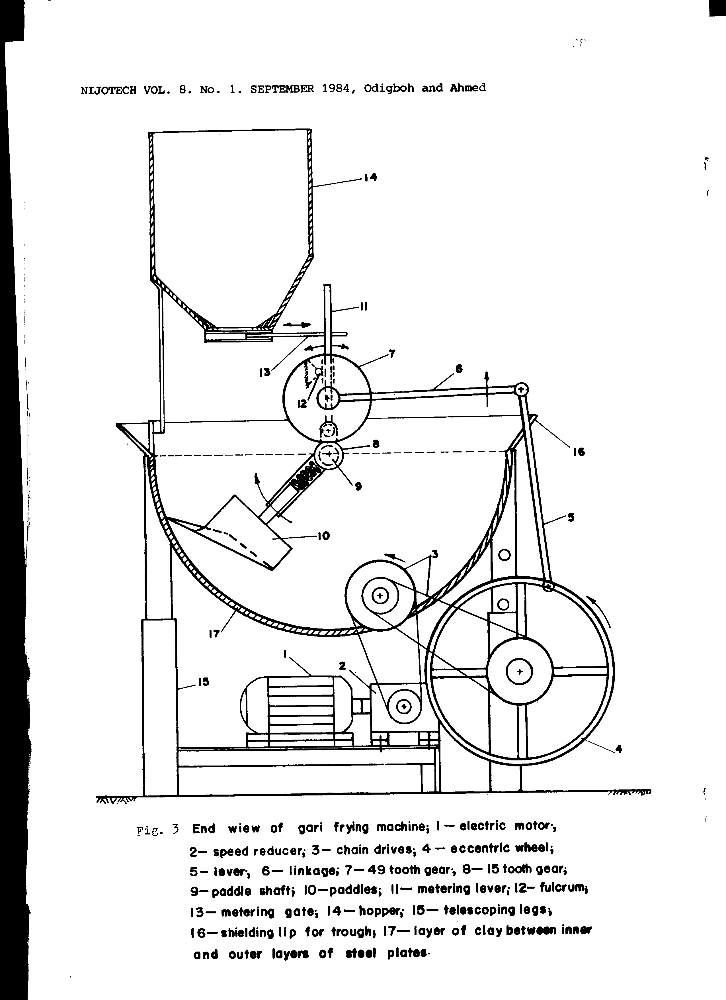 28
NIJOTECH VOL. 8. No. 1. SEPTEMBER 1984, Odigboh and Ahmed
14
11
7
13
6
12
8
16
9
5
10
3
17
1
2
15
4
Fig. 3 End wiew of gari frying machine; 1 — electric motor;
2— speed reducer; 3— chain drives; 4 — eccentric wheel;
5— lever; 6— linkage; 7— 49 tooth gear; 8— 15 tooth gear;
9— paddle shaft; 10—paddles; 11— metering lever; 12— fulcrum;
13— metering gate; 14— hopper; 15— telescoping legs;
16— shielding lip for trough; 17— layer of clay between inner
and outer layers of steel plates.